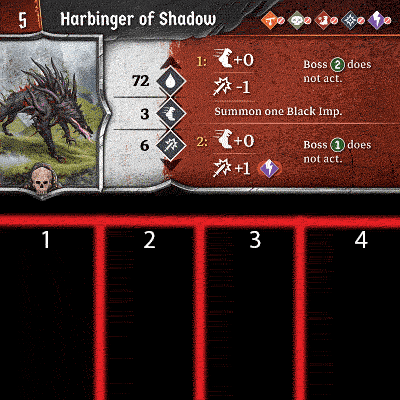 5 Harbinger of Shadow
72
3
6
1: +0
-1
Boss 2 does
not act.
Summon one Black Imp.
2: +0
+1
Boss 1 does
not act.
1 2 3 4